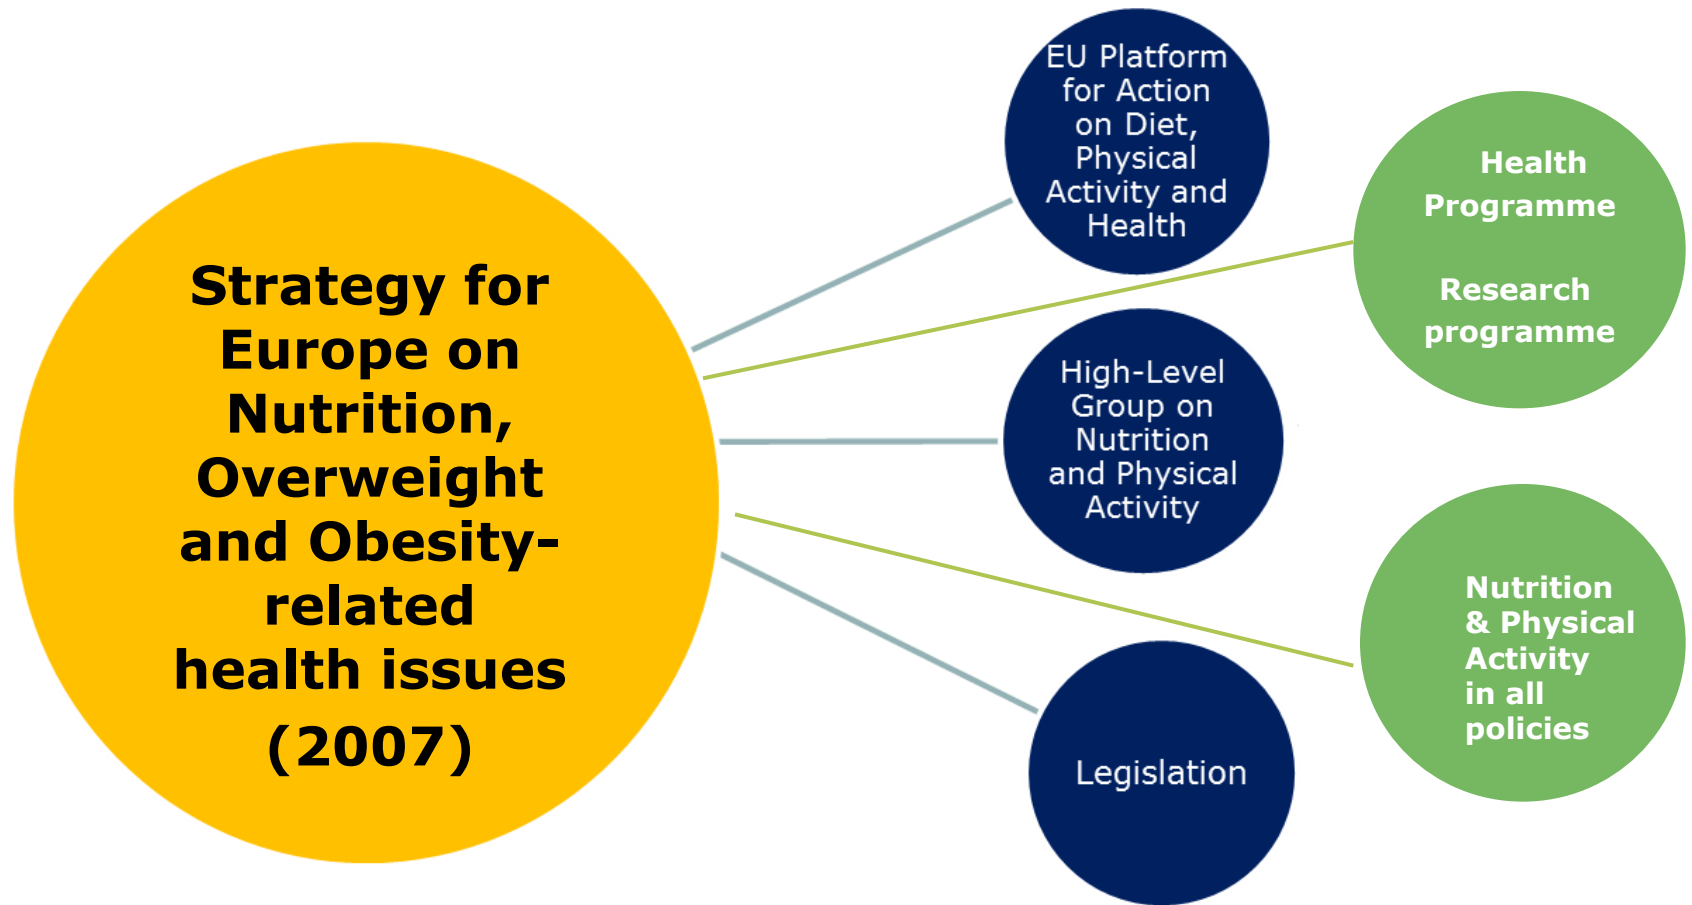 Strategy for
Europe on
Nutrition,
Overweight
and Obesity-
related
health issues
(2007)
EU Platform
for Action
on Diet,
Physical
Activity and
Health
High-Level
Group on
Nutrition
and Physical
Activity
Legislation
Health
Programme
Research
programme
Nutrition
& Physical
Activity
in all
policies